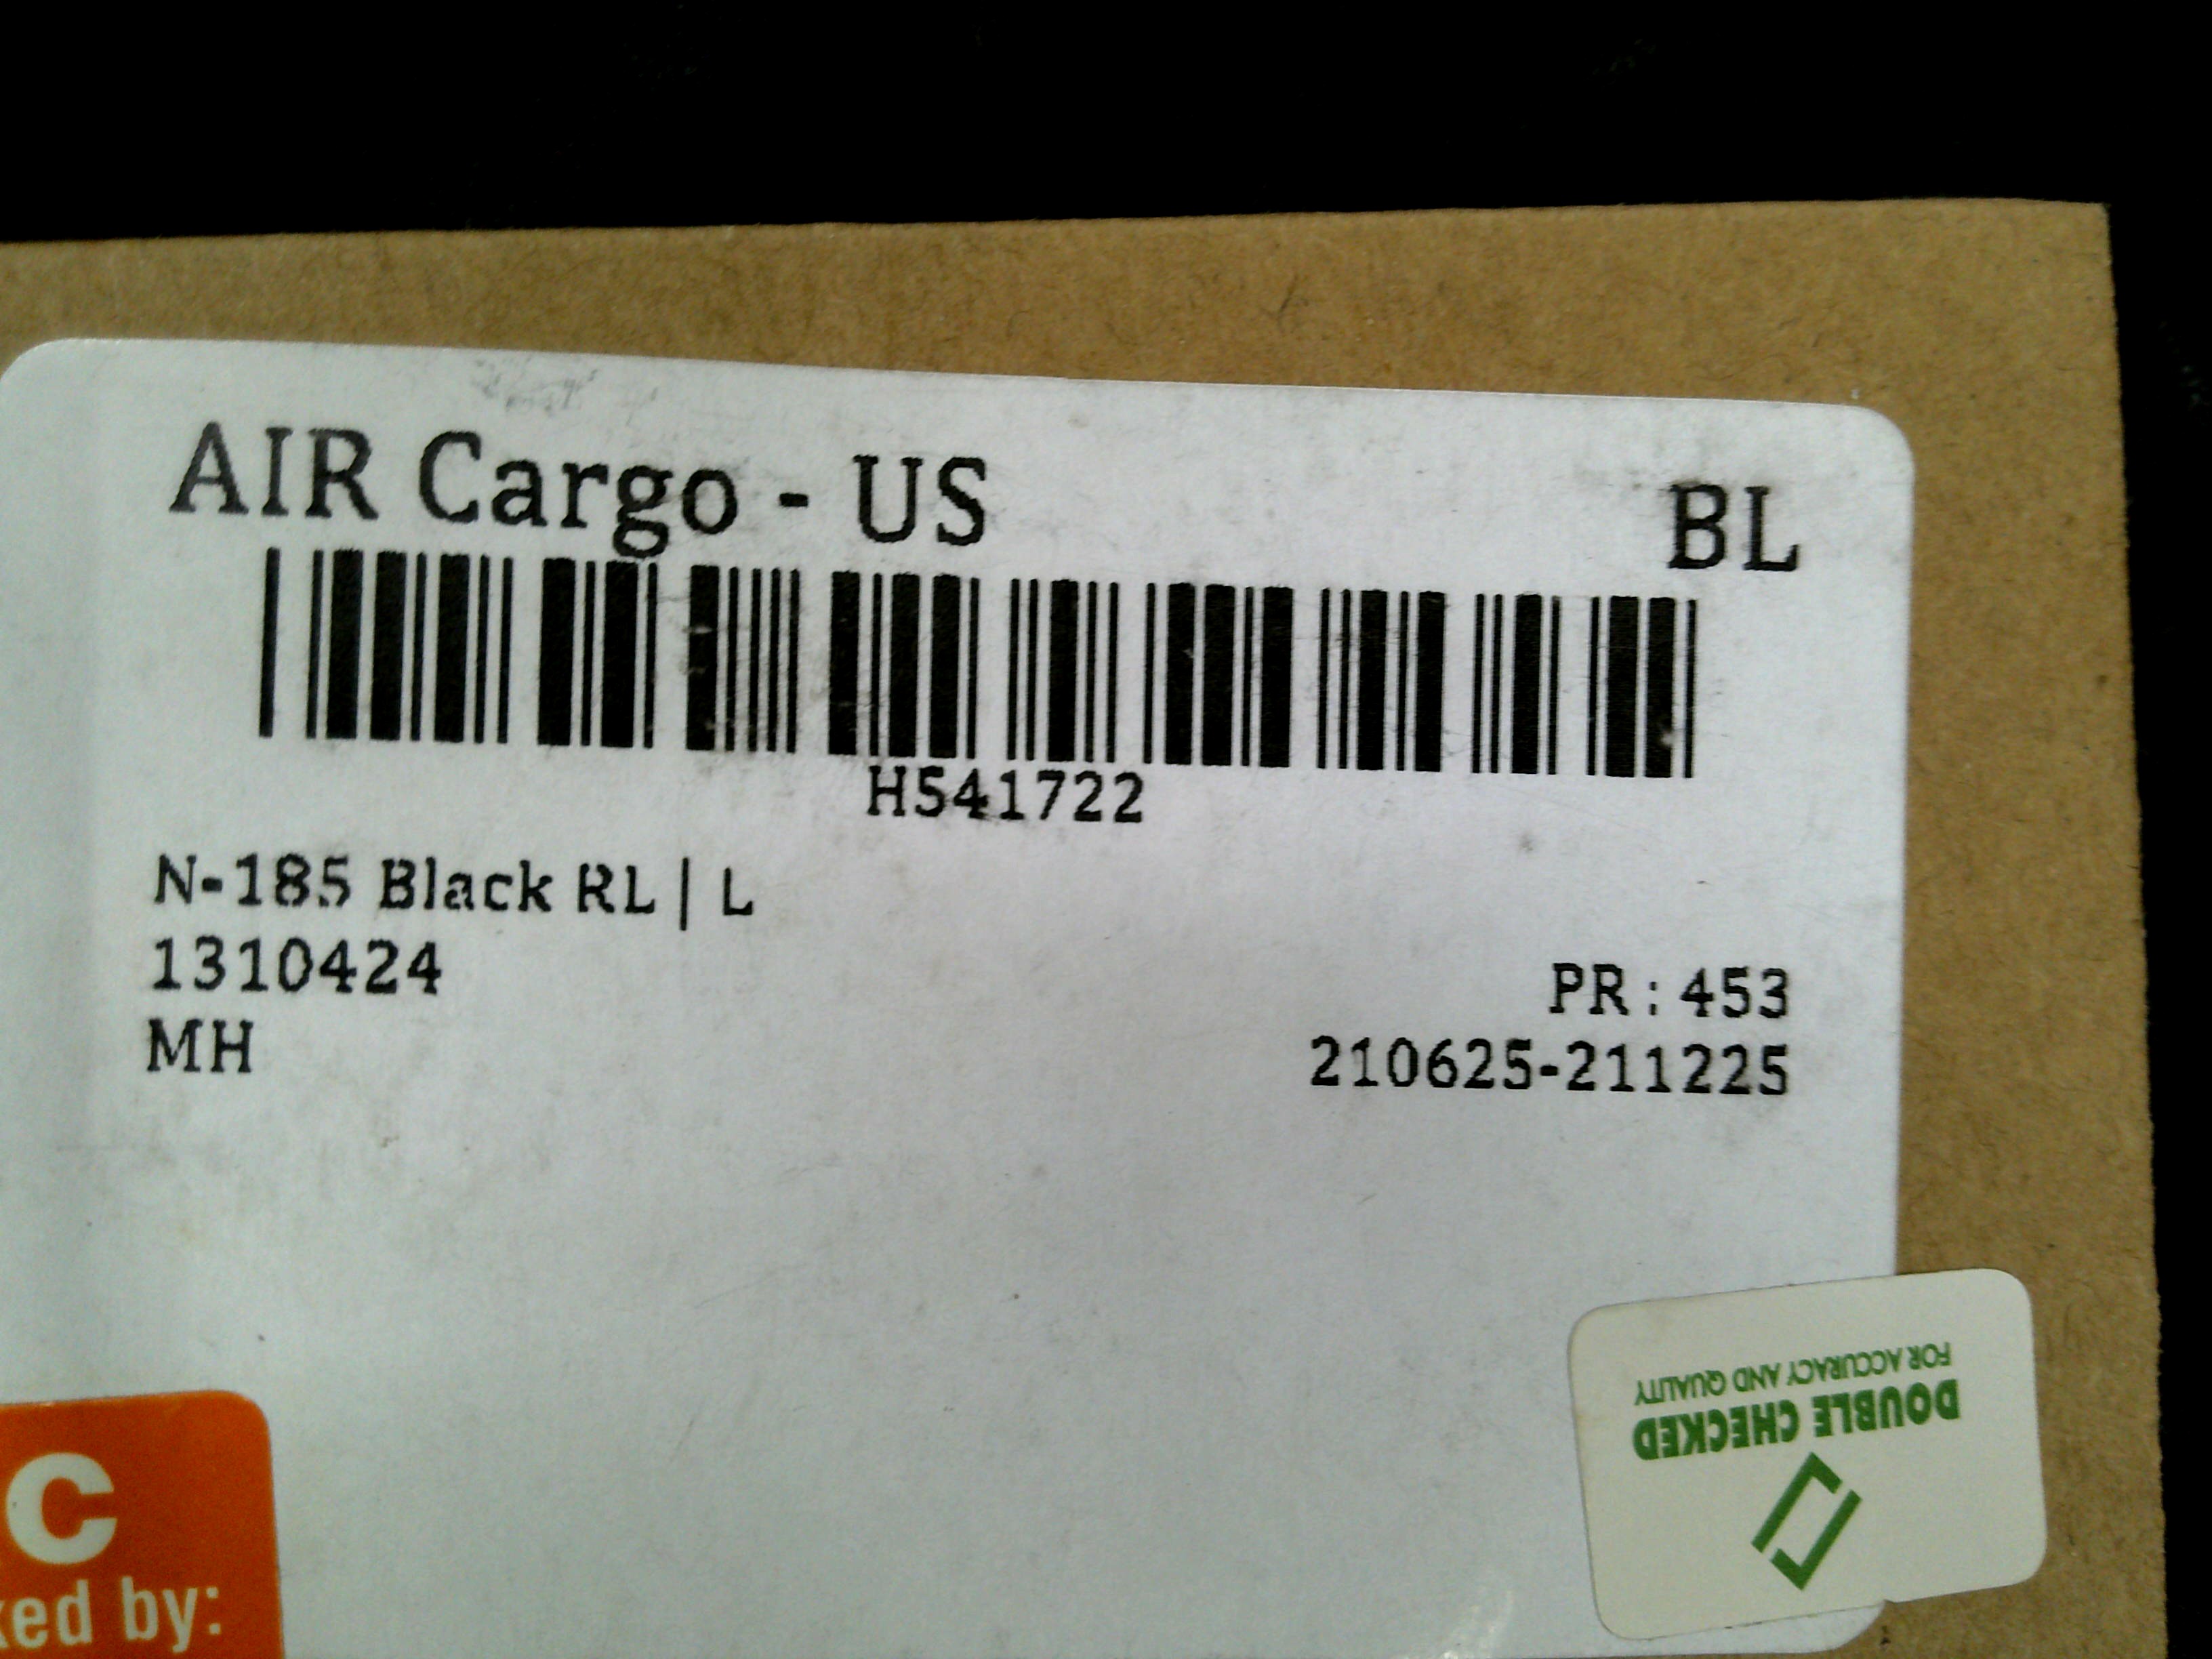 AIR Cargo - US
BL
H541722
N-185 Black RL | L
1310424
MH
PR : 453
210625-211225
DOUBLE CHECKED
FOR ACCURACY AND QUALITY
C
ked by: